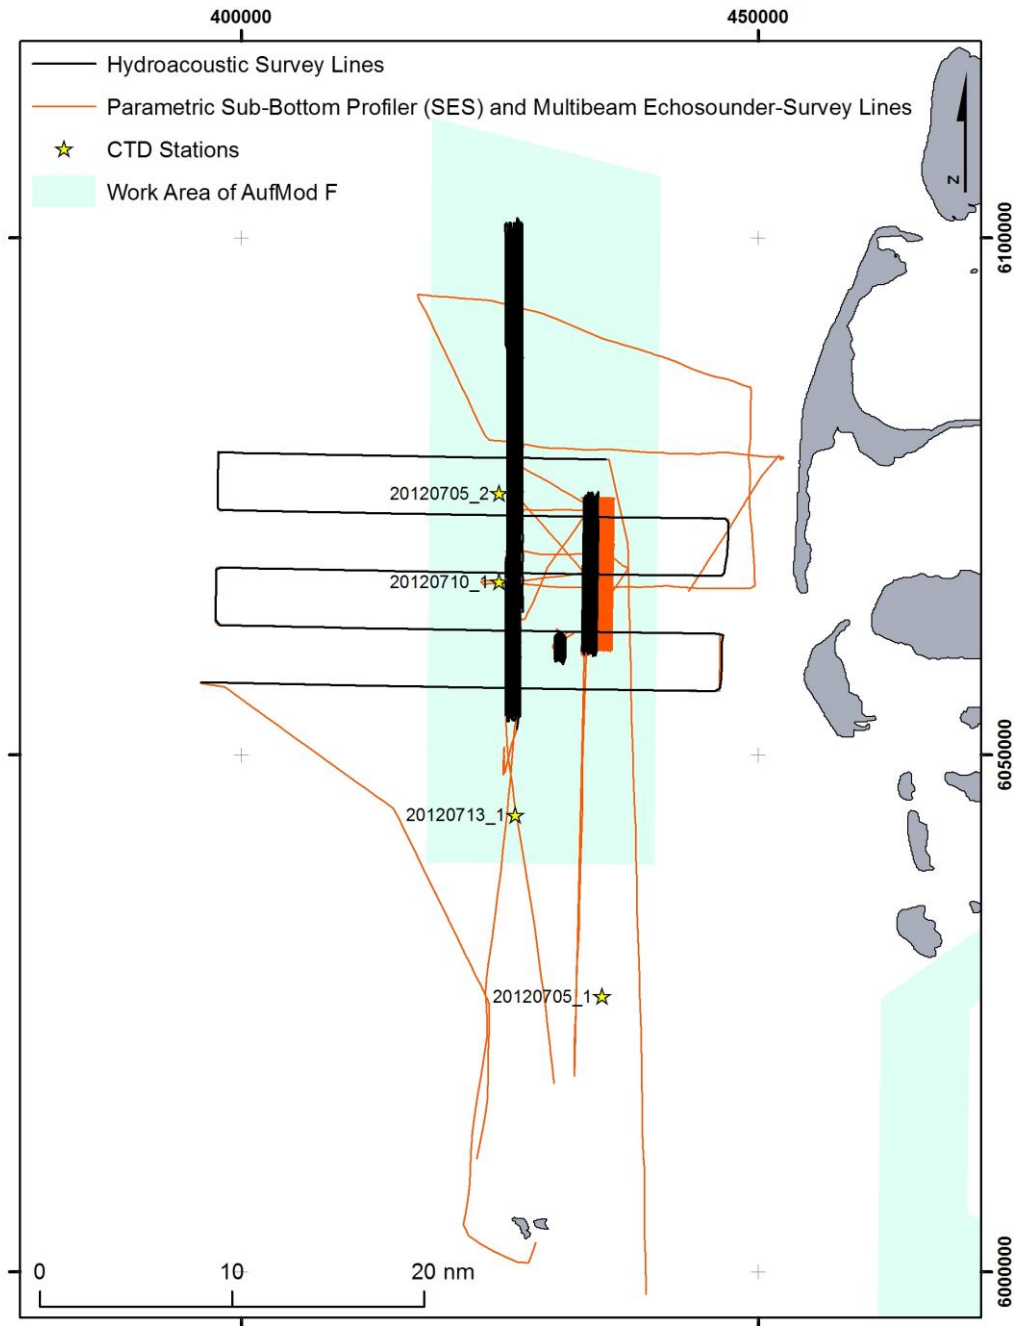 400000 450000
Hydroacoustic Survey Lines
Parametric Sub-Bottom Profiler (SES) and Multibeam Echosounder-Survey Lines
CTD Stations
Work Area of AufMod F
N
6100000
20120705_2
20120710_1
6050000
20120713_1
20120705_1
6000000
0 10 20 nm